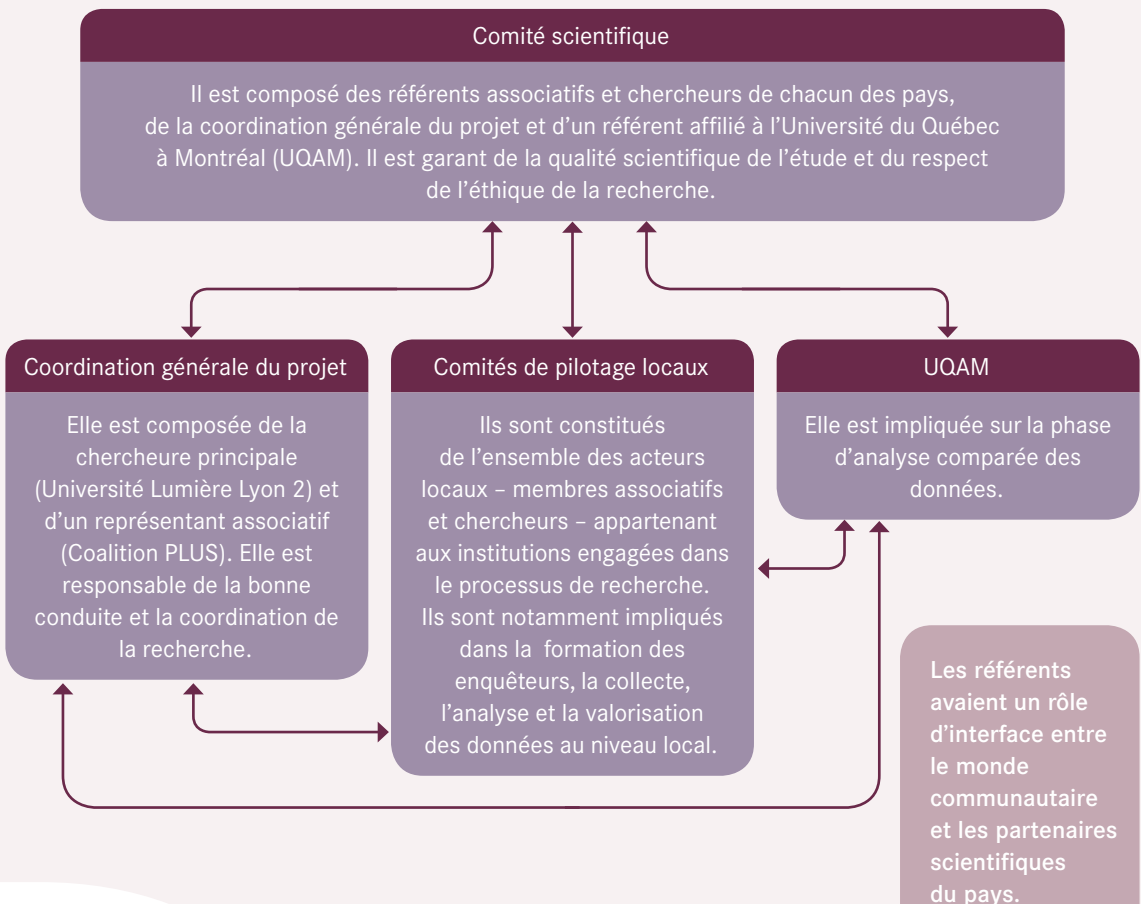 Comité scientifique
Il est composé des référents associatifs et chercheurs de chacun des pays,
de la coordination générale du projet et d'un référent affilié à l'Université du Québec
à Montréal (UQAM). Il est garant de la qualité scientifique de l'étude et du respect
de l'éthique de la recherche.
Coordination générale du projet
Elle est composée de la
chercheure principale
(Université Lumière Lyon 2) et
d'un représentant associatif
(Coalition PLUS). Elle est
responsable de la bonne
conduite et la coordination de
la recherche.
Comités de pilotage locaux
Ils sont constitués
de l'ensemble des acteurs
locaux – membres associatifs
et chercheurs – appartenant
aux institutions engagées dans
le processus de recherche.
Ils sont notamment impliqués
dans la formation des
enquêteurs, la collecte,
l'analyse et la valorisation
des données au niveau local.
UQAM
Elle est impliquée sur la phase
d'analyse comparée des
données.
Les référents
avaient un rôle
d'interface entre
le monde
communautaire
et les partenaires
scientifiques
du pays.